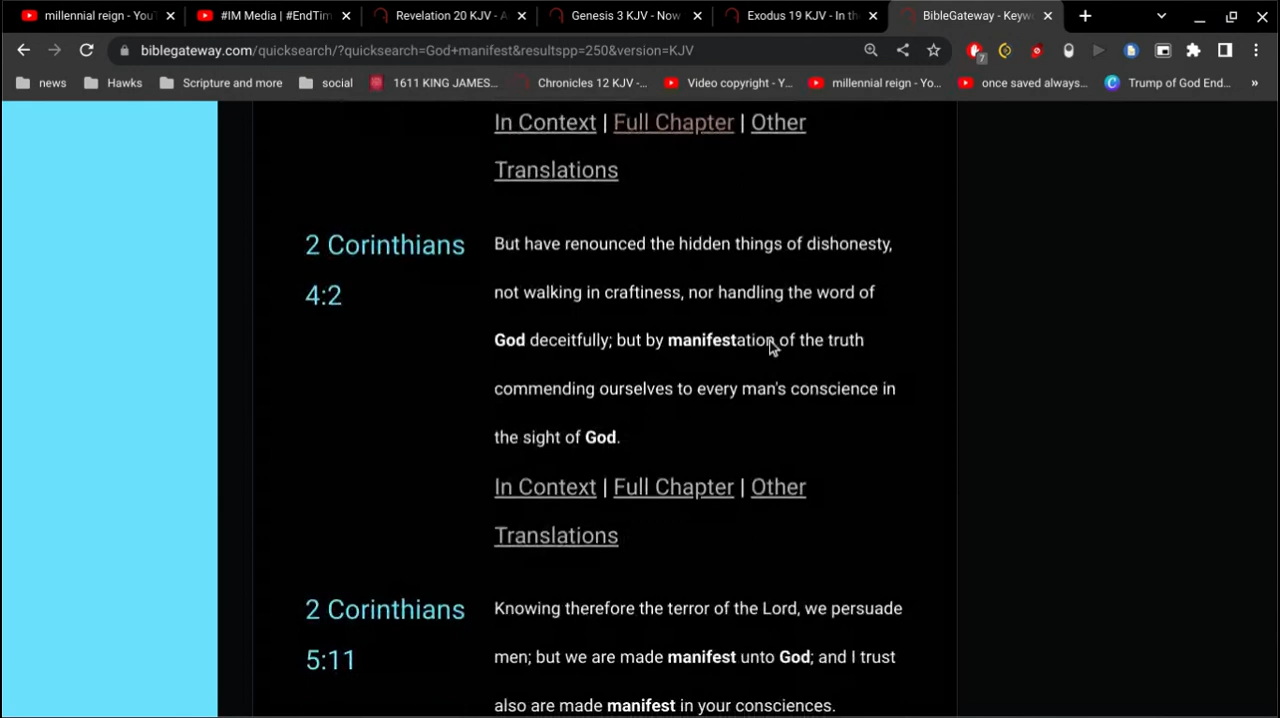 millennial reign - You
#IM Media | #EndTim
Revelation 20 KJV - A
Genesis 3 KJV - Now
Exodus 19 KJV - In th
BibleGateway - Keyw
biblegateway.com/quicksearch/?quicksearch=God+manifest&resultspp=250&version=KJV
7
news
Hawks
Scripture and more
social
1611 KING JAMES...
Chronicles 12 KJV -...
Video copyright - Y...
millennial reign - Yo...
once saved always...
Trump of God End...
»
In Context | Full Chapter | Other
Translations
2 Corinthians
4:2
But have renounced the hidden things of dishonesty,
not walking in craftiness, nor handling the word of
God deceitfully; but by manifestation of the truth
commending ourselves to every man's conscience in
the sight of God.
In Context | Full Chapter | Other
Translations
2 Corinthians
5:11
Knowing therefore the terror of the Lord, we persuade
men; but we are made manifest unto God; and I trust
also are made manifest in your consciences.